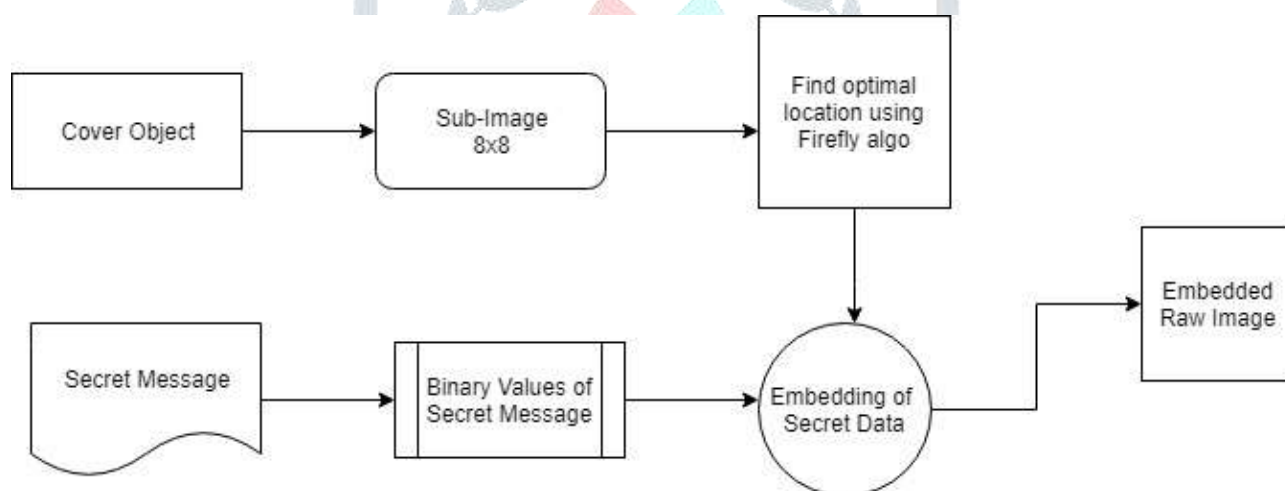 Cover Object
Sub-Image
8x8
Find optimal
location using
Firefly algo
Secret Message
Binary Values of
Secret Message
Embedding of
Secret Data
Embedded
Raw Image